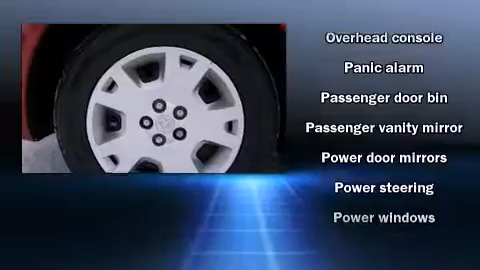 Overhead console
Panic alarm
Passenger door bin
Passenger vanity mirror
Power door mirrors
Power steering
Power windows